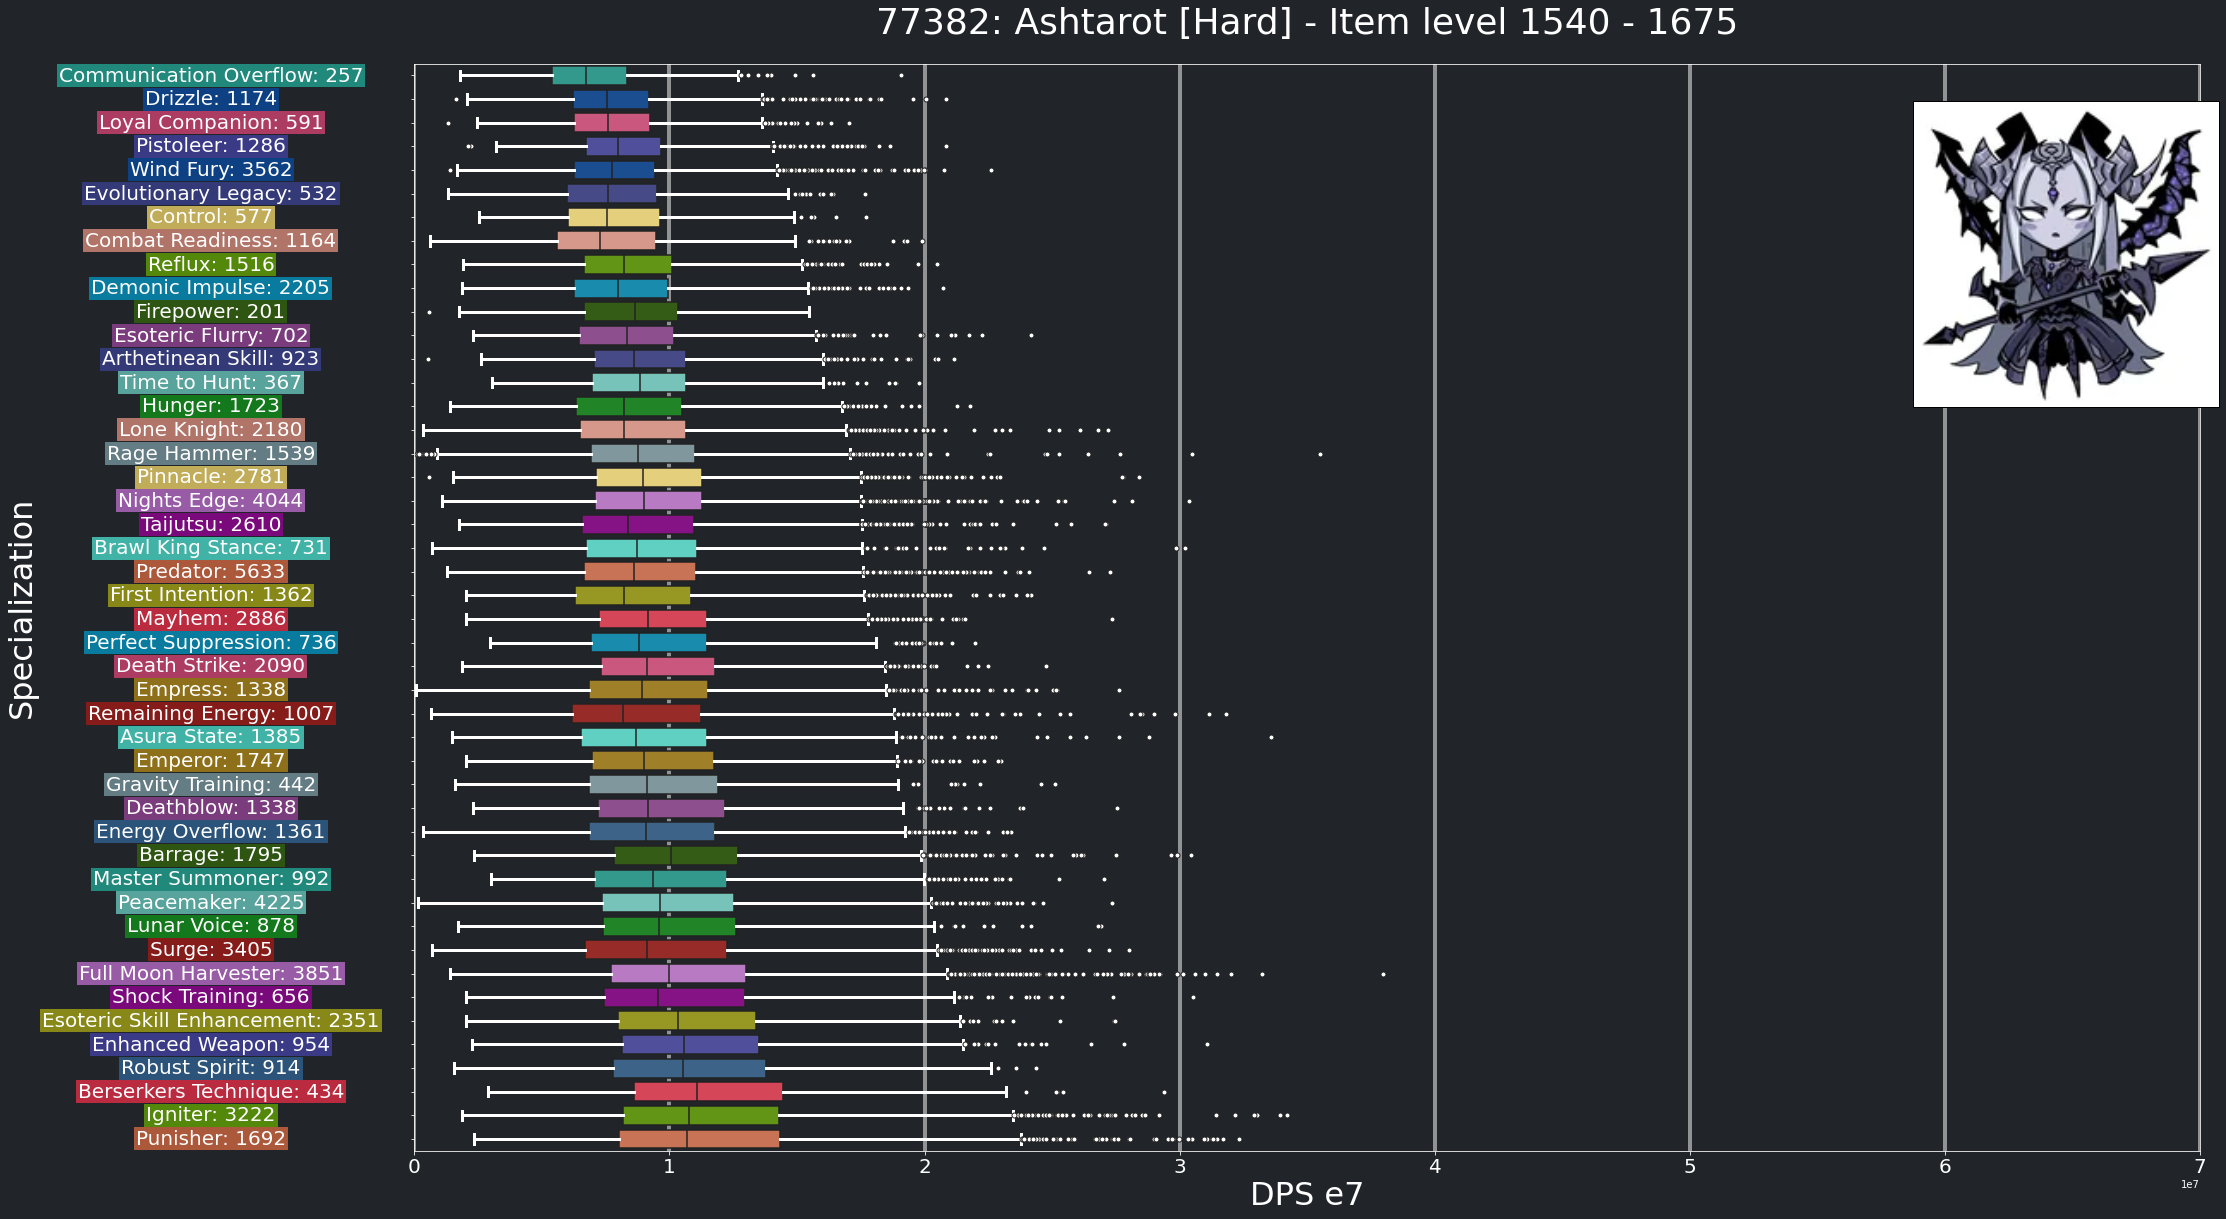 77382: Ashtarot [Hard] - Item level 1540 - 1675
Specialization
Communication Overflow: 257
Drizzle: 1174
Loyal Companion: 591
Pistoleer: 1286
Wind Fury: 3562
Evolutionary Legacy: 532
Control: 577
Combat Readiness: 1164
Reflux: 1516
Demonic Impulse: 2205
Firepower: 201
Esoteric Flurry: 702
Arthetinean Skill: 923
Time to Hunt: 367
Hunger: 1723
Lone Knight: 2180
Rage Hammer: 1539
Pinnacle: 2781
Nights Edge: 4044
Taijutsu: 2610
Brawl King Stance: 731
Predator: 5633
First Intention: 1362
Mayhem: 2886
Perfect Suppression: 736
Death Strike: 2090
Empress: 1338
Remaining Energy: 1007
Asura State: 1385
Emperor: 1747
Gravity Training: 442
Deathblow: 1338
Energy Overflow: 1361
Barrage: 1795
Master Summoner: 992
Peacemaker: 4225
Lunar Voice: 878
Surge: 3405
Full Moon Harvester: 3851
Shock Training: 656
Esoteric Skill Enhancement: 2351
Enhanced Weapon: 954
Robust Spirit: 914
Berserkers Technique: 434
Igniter: 3222
Punisher: 1692
0 1 2 3 4 5 6 7
1e7
DPS e7